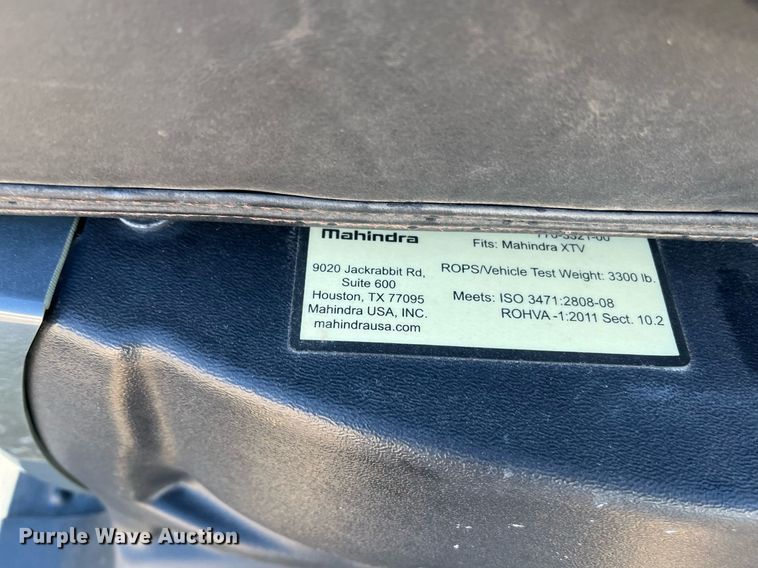 Mahindra
Fits: Mahindra XTV
9020 Jackrabbit Rd,
Suite 600
Houston, TX 77095
Mahindra USA, INC.
mahindrausa.com
ROPS/Vehicle Test Weight: 3300 lb.
Meets: ISO 3471:2808-08
ROHVA -1:2011 Sect. 10.2
Purple Wave Auction®